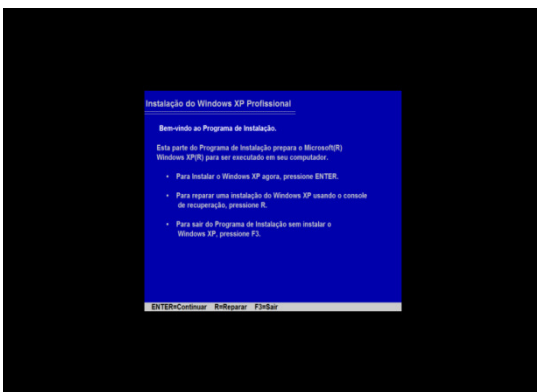 Instalação do Windows XP Profissional
Bem-vindo ao Programa de Instalação.
Esta parte do Programa de Instalação prepara o Microsoft(R)
Windows XP(R) para ser executado em seu computador.
• Para Instalar o Windows XP agora, pressione ENTER.
• Para reparar uma instalação do Windows XP usando o console
de recuperação, pressione R.
• Para sair do Programa de Instalação sem instalar o
Windows XP, pressione F3.
ENTER=Continuar R=Reparar F3=Sair